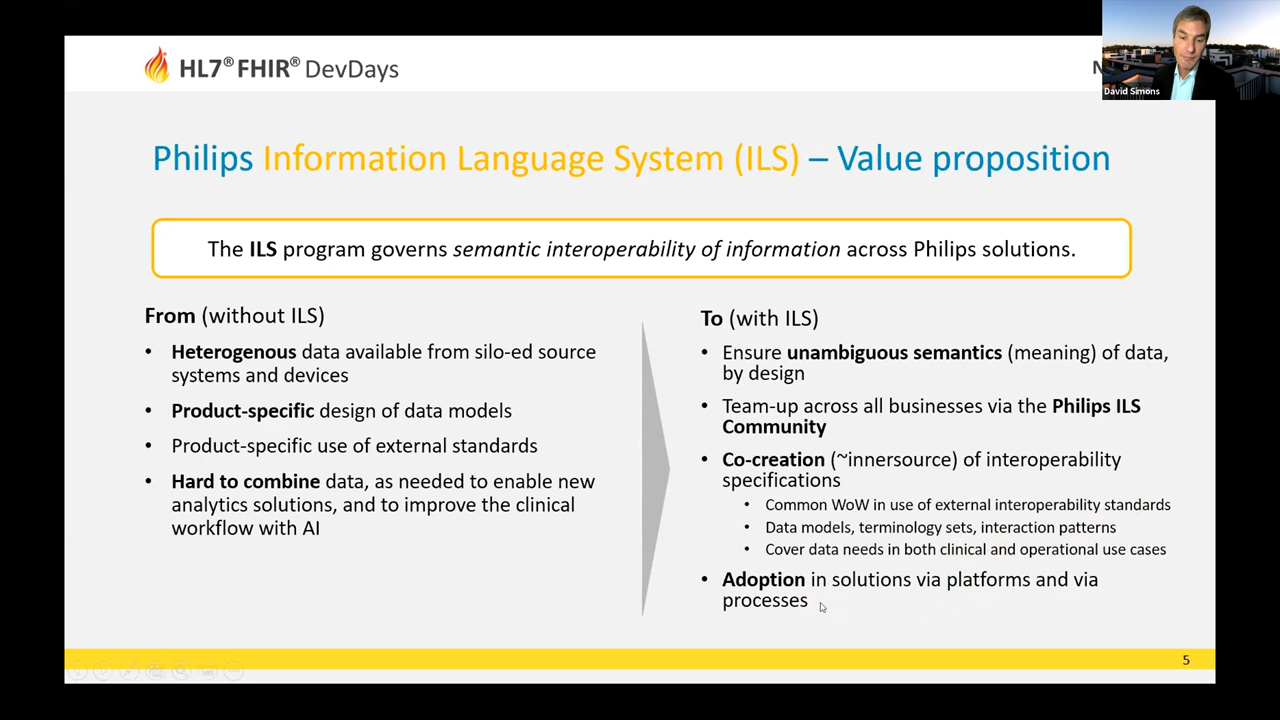 HL7® FHIR® DevDays
David Simons
Philips Information Language System (ILS) – Value proposition
The ILS program governs semantic interoperability of information across Philips solutions.
From (without ILS)
• Heterogenous data available from silo-ed source
systems and devices
• Product-specific design of data models
• Product-specific use of external standards
• Hard to combine data, as needed to enable new
analytics solutions, and to improve the clinical
workflow with AI
To (with ILS)
• Ensure unambiguous semantics (meaning) of data,
by design
• Team-up across all businesses via the Philips ILS
Community
• Co-creation (~innersource) of interoperability
specifications
• Common WoW in use of external interoperability standards
• Data models, terminology sets, interaction patterns
• Cover data needs in both clinical and operational use cases
• Adoption in solutions via platforms and via
processes
5